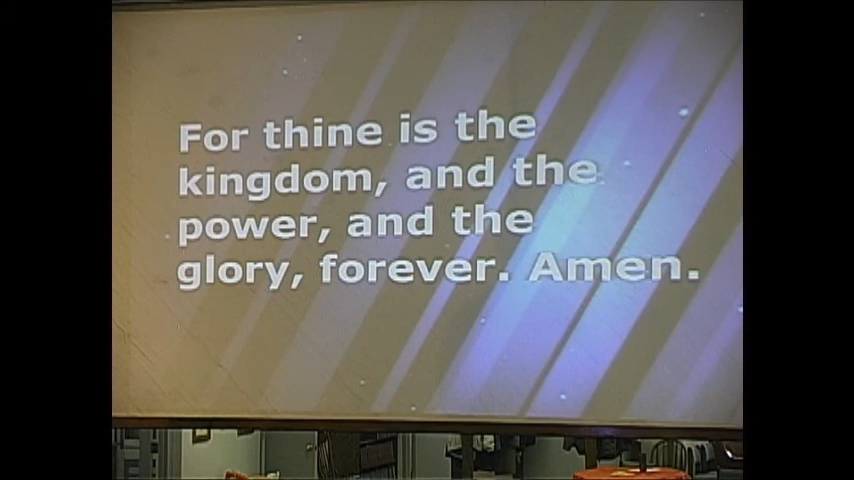 For thine is the
kingdom, and the
power, and the
glory, forever. Amen.